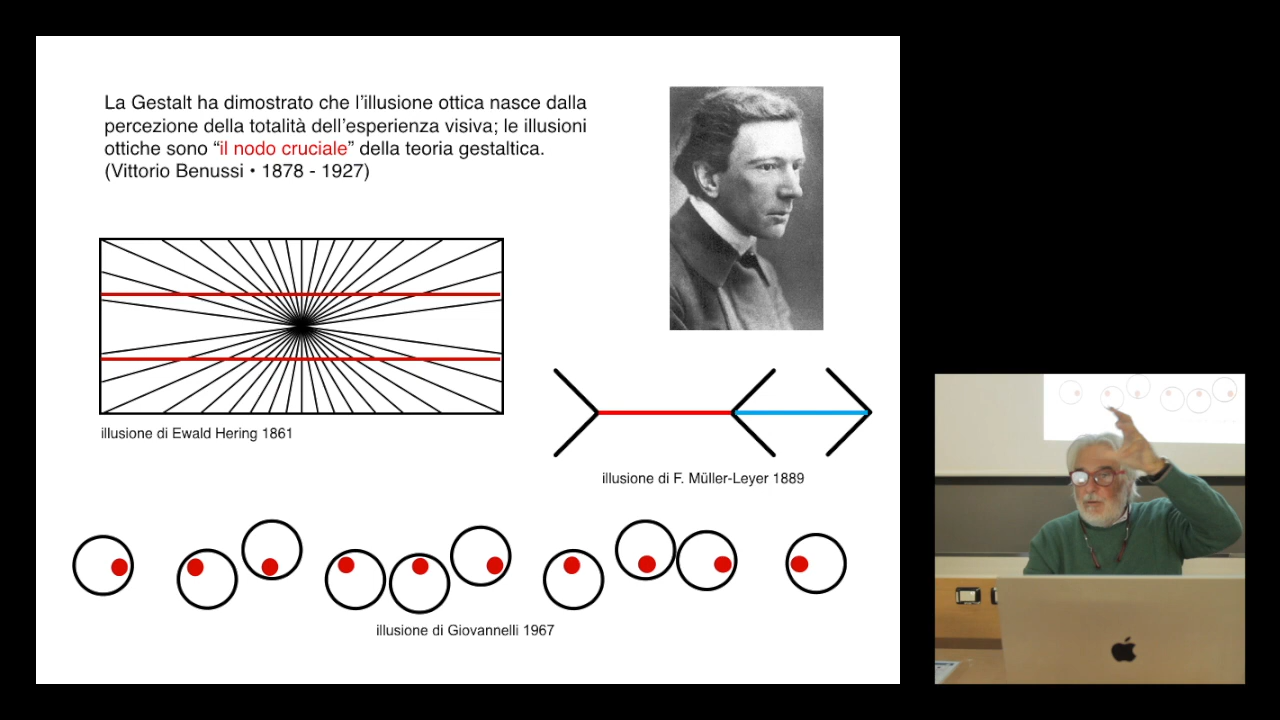 La Gestalt ha dimostrato che l’illusione ottica nasce dalla
percezione della totalità dell’esperienza visiva; le illusioni
ottiche sono “il nodo cruciale” della teoria gestaltica.
(Vittorio Benussi • 1878 - 1927)
illusione di Ewald Hering 1861
illusione di F. Müller-Leyer 1889
illusione di Giovannelli 1967